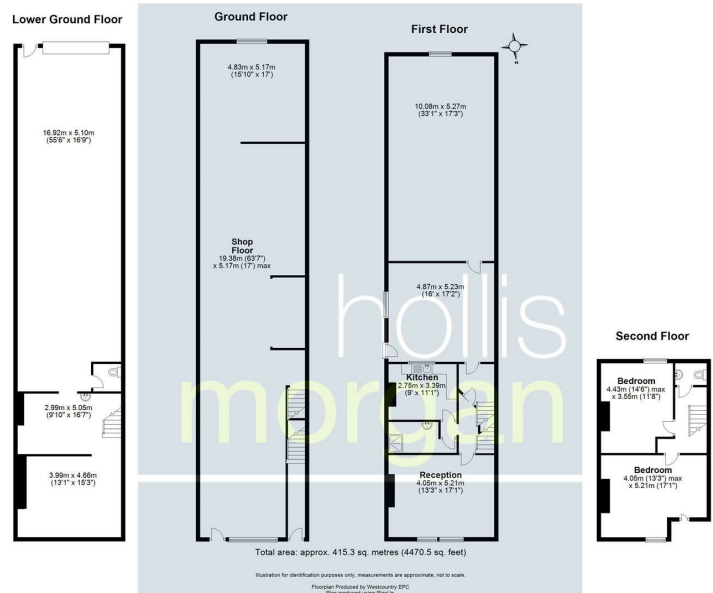 Lower Ground Floor
16.92m x 5.10m
(55'6" x 16'9")
2.99m x 5.05m
(9'10" x 16'7")
3.99m x 4.66m
(13'1" x 15'3")
Ground Floor
4.83m x 5.17m
(15'10" x 17')
Shop
Floor
19.38m (63'7")
x 5.17m (17') max
First Floor
10.08m x 5.27m
(33'1" x 17'3")
4.87m x 5.23m
(16' x 17'2")
Kitchen
2.75m x 3.39m
(9' x 11'1")
Reception
4.05m x 5.21m
(13'3" x 17'1")
Second Floor
Bedroom
4.43m (14'6") max
x 3.55m (11'8")
Bedroom
4.05m (13'3") max
x 5.21m (17'1")
hollis
morgan
Total area: approx. 415.3 sq. metres (4470.5 sq. feet)
Illustration for identification purposes only, measurements are approximate, not to scale.
Floorplan Produced by Westcountry EPC
Plan produced using PlanUp.